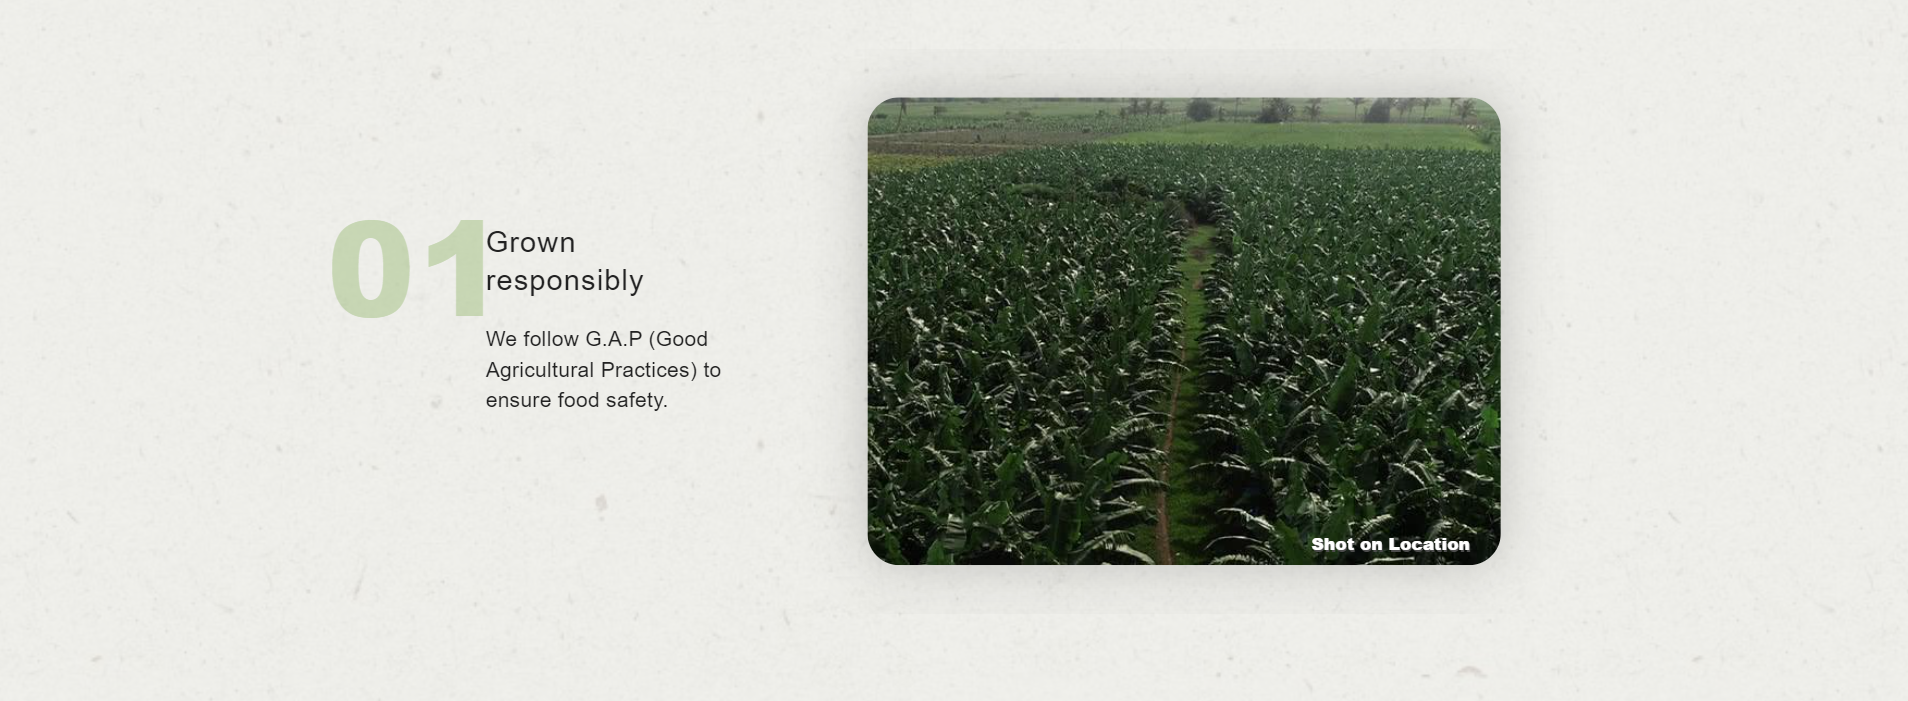 01
Grown
responsibly
We follow G.A.P (Good
Agricultural Practices) to
ensure food safety.
Shot on Location